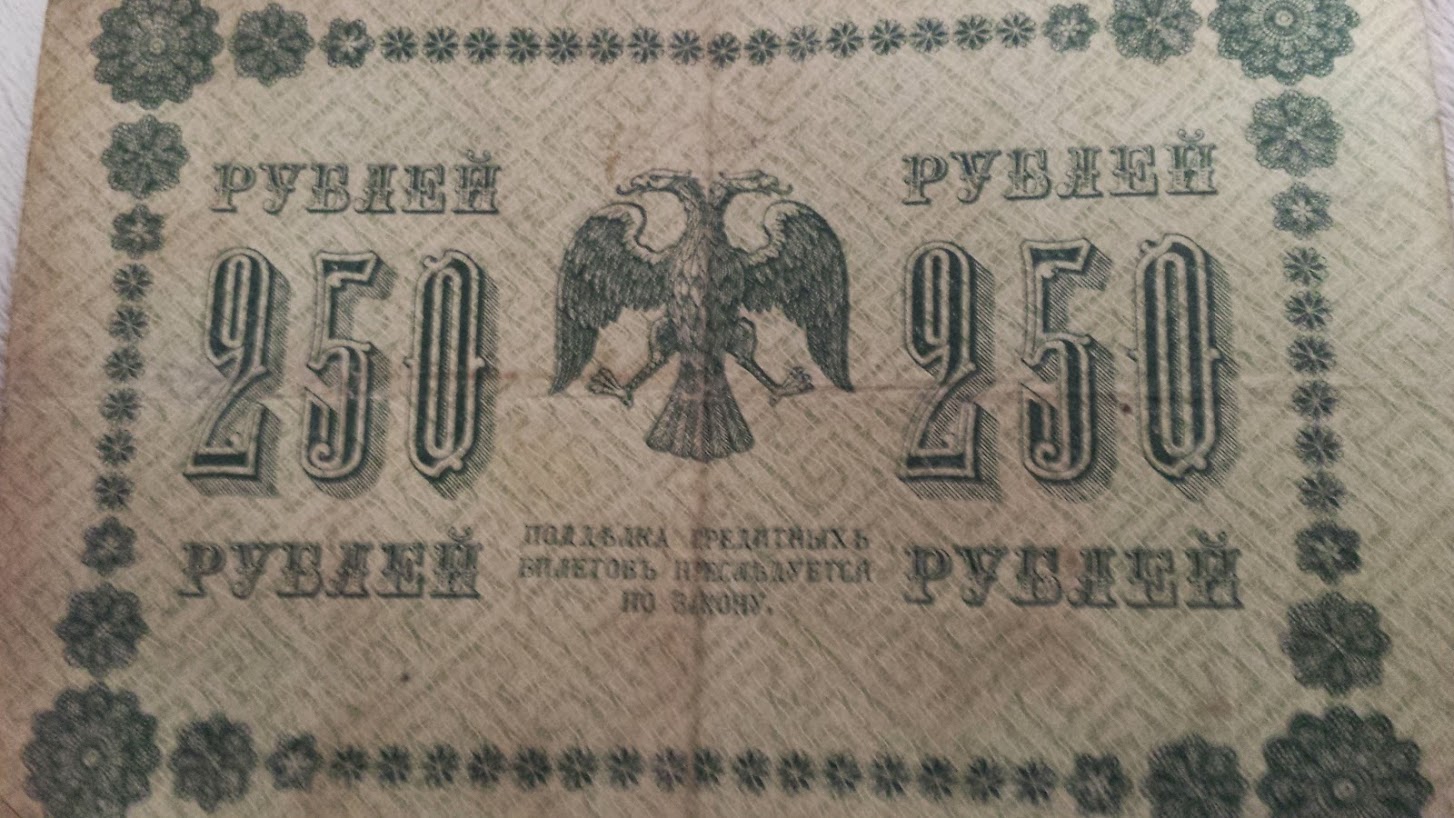 РУБЛЕЙ РУБЛЕЙ
250 250
РУБЛЕЙ РУБЛЕЙ
ПОДДѢЛКА КРЕДИТНЫХЪ
БИЛЕТОВЪ ПРЕСЛѢДУЕТСЯ
ПО ЗАКОНУ.